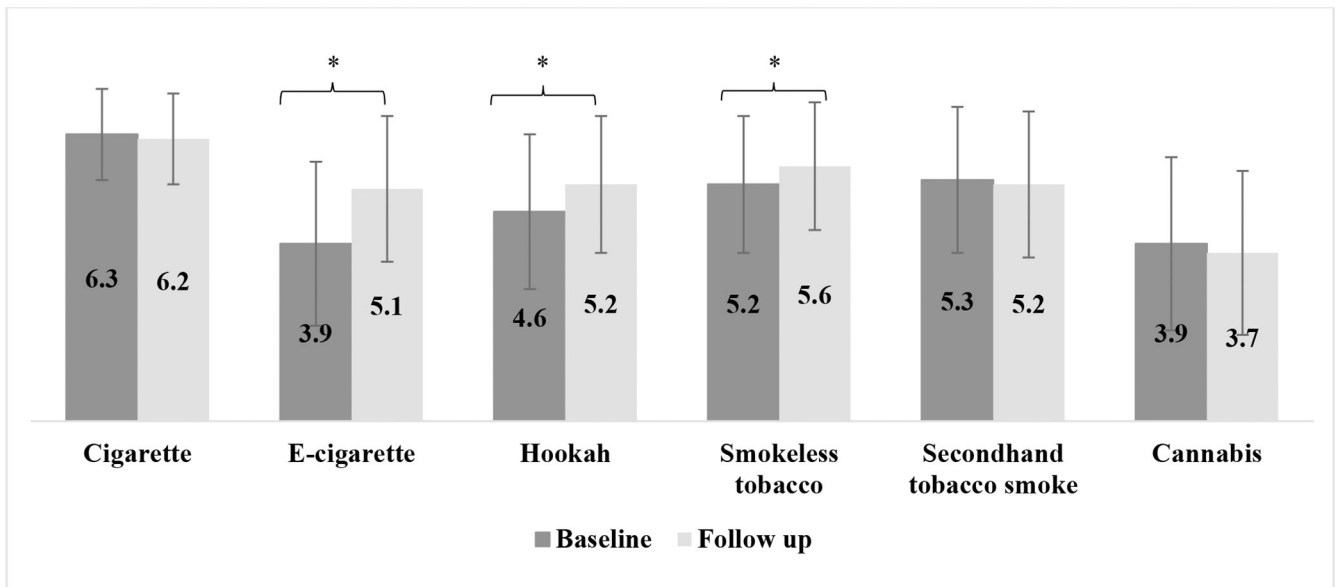 * * *
6.3 6.2 3.9 5.1 4.6 5.2 5.2 5.6 5.3 5.2 3.9 3.7
Cigarette E-cigarette Hookah Smokeless Secondhand Cannabis
tobacco tobacco smoke
Baseline Follow up